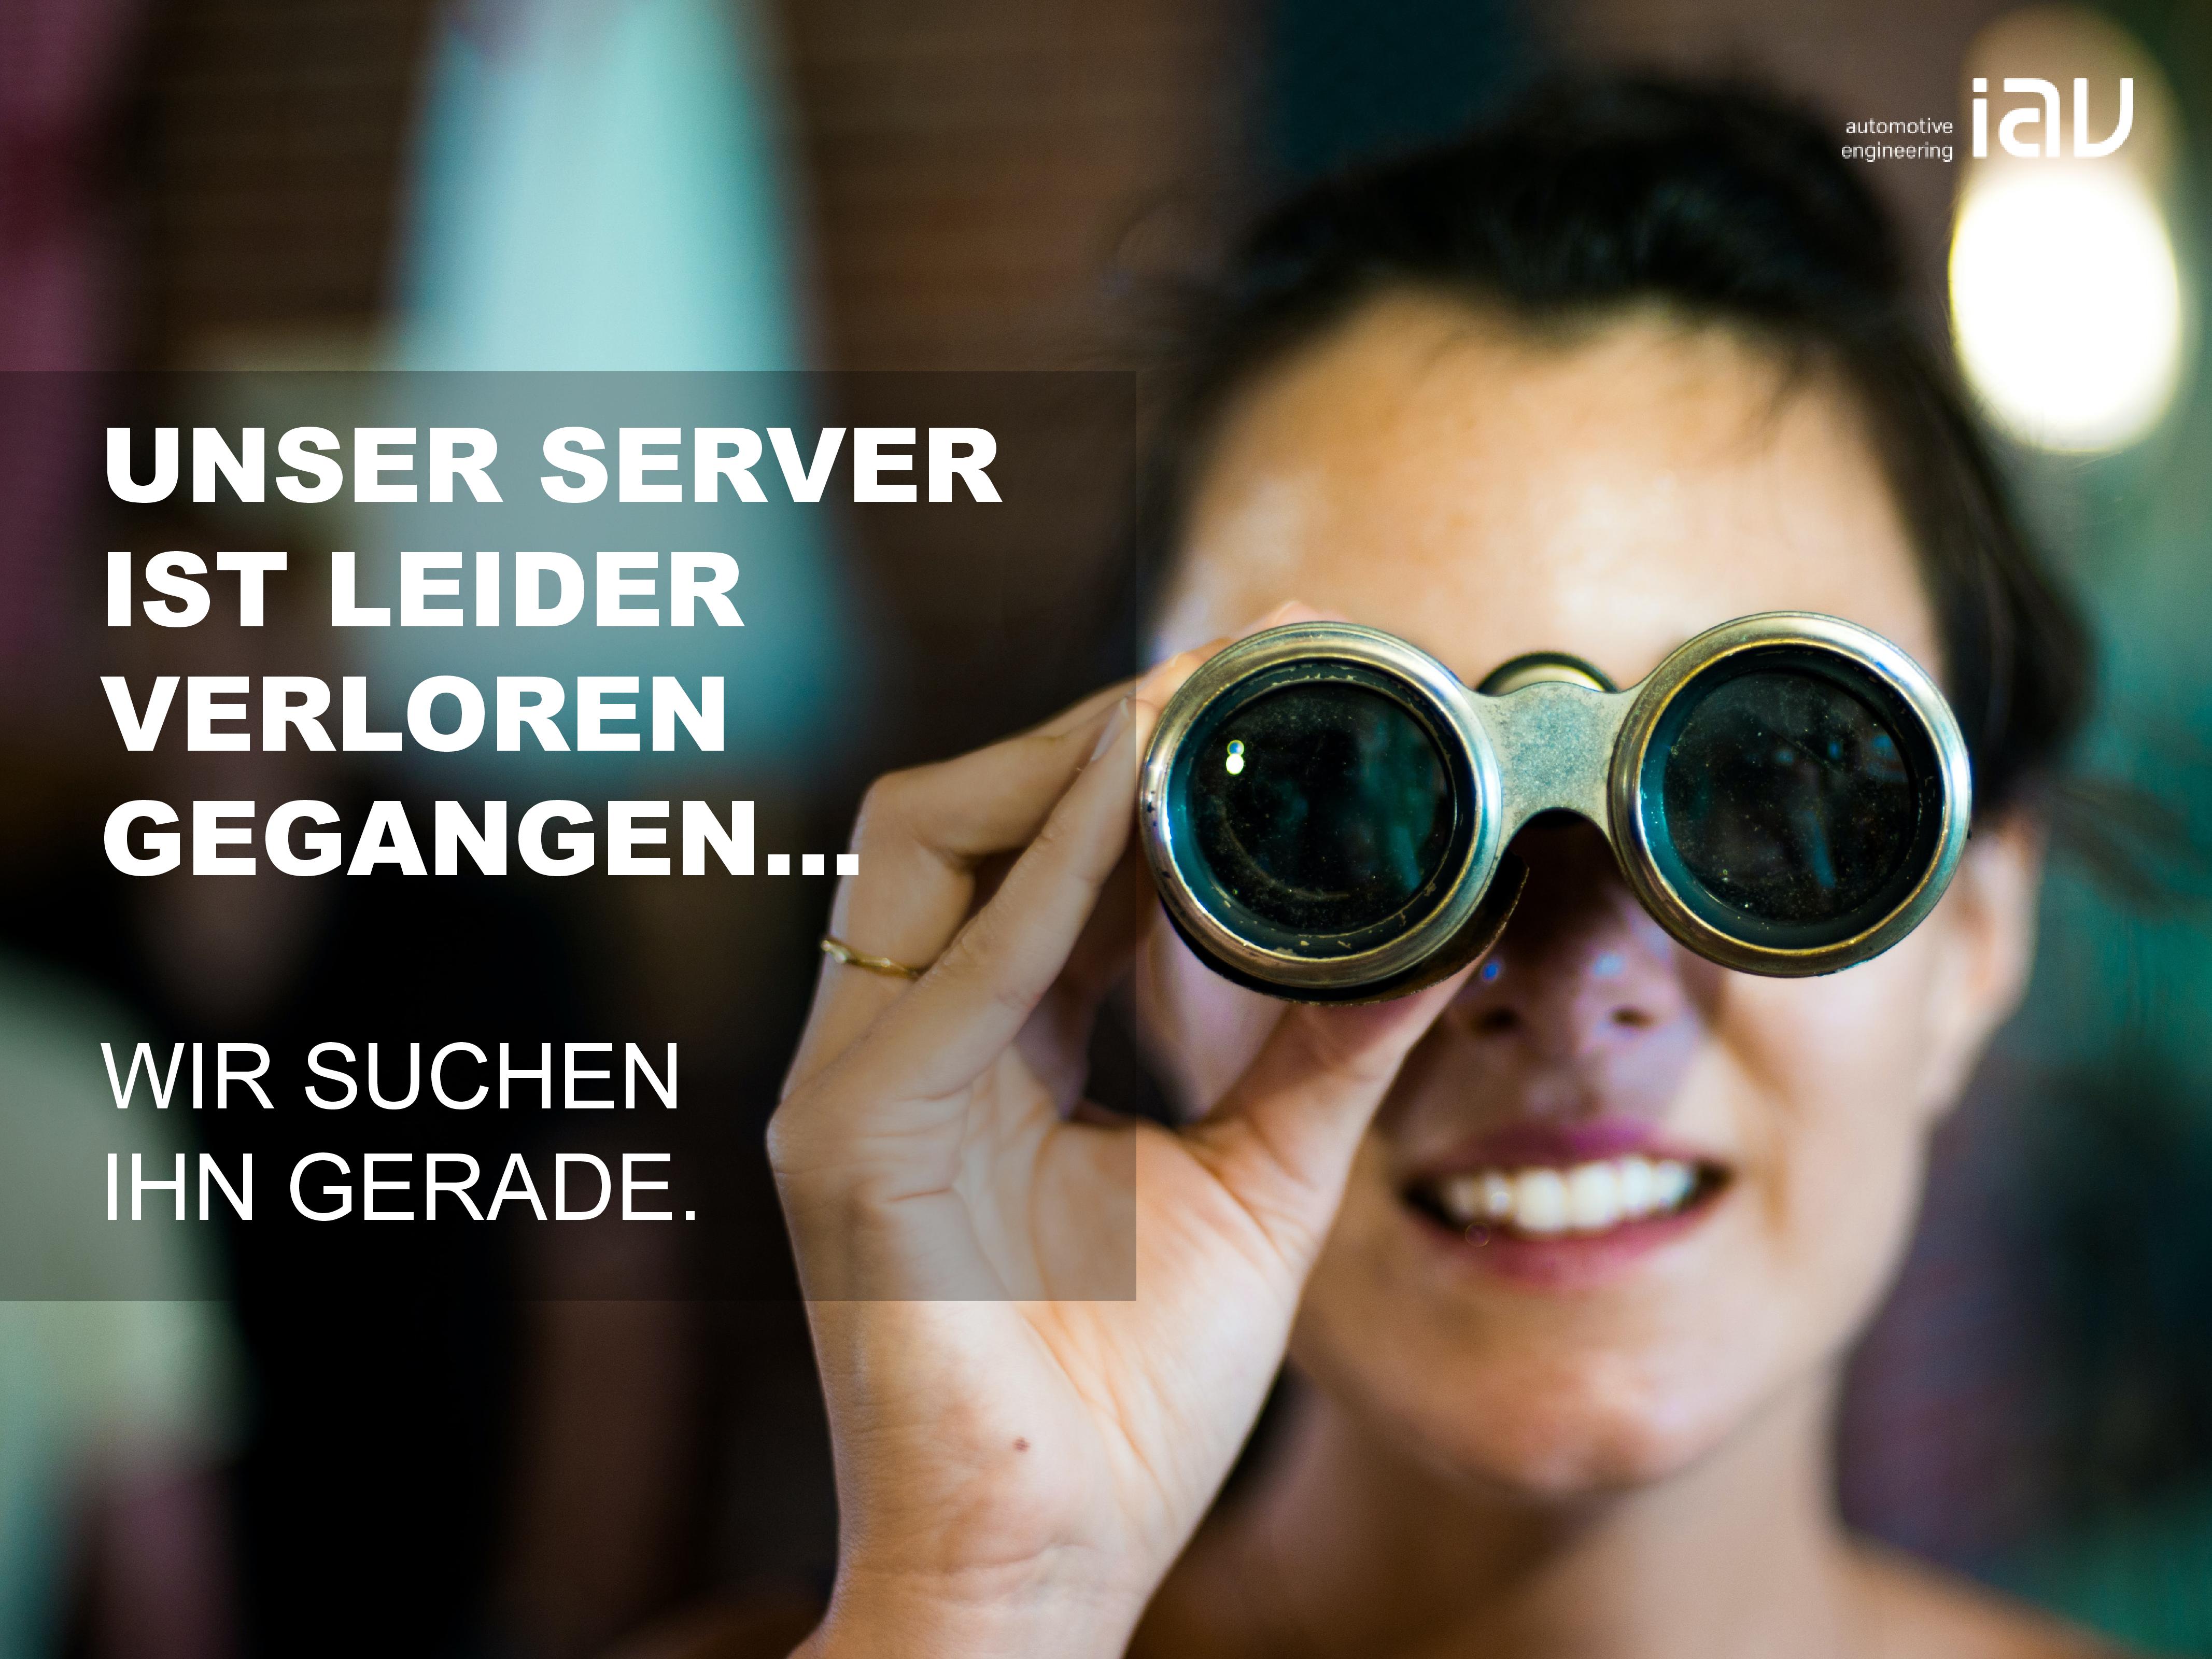 automotive
engineering
iav
UNSER SERVER
IST LEIDER
VERLOREN
GEGANGEN...
WIR SUCHEN
IHN GERADE.